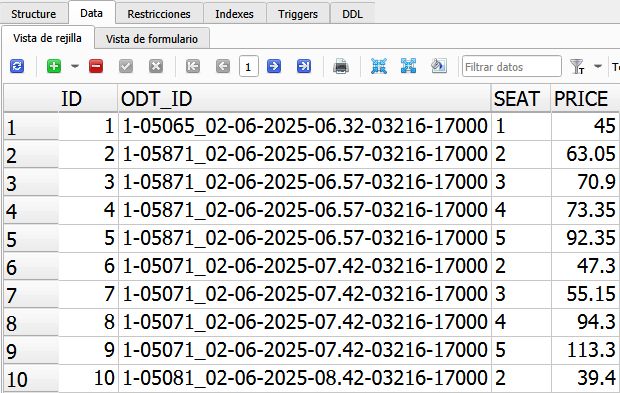 Structure Data Restricciones Indexes Triggers DDL
Vista de rejilla Vista de formulario
1 Filtrar datos T
ID ODT_ID SEAT PRICE
1 1 1-05065_02-06-2025-06.32-03216-17000 1 45
2 2 1-05871_02-06-2025-06.57-03216-17000 2 63.05
3 3 1-05871_02-06-2025-06.57-03216-17000 3 70.9
4 4 1-05871_02-06-2025-06.57-03216-17000 4 73.35
5 5 1-05871_02-06-2025-06.57-03216-17000 5 92.35
6 6 1-05071_02-06-2025-07.42-03216-17000 2 47.3
7 7 1-05071_02-06-2025-07.42-03216-17000 3 55.15
8 8 1-05071_02-06-2025-07.42-03216-17000 4 94.3
9 9 1-05071_02-06-2025-07.42-03216-17000 5 113.3
10 10 1-05081_02-06-2025-08.42-03216-17000 2 39.4